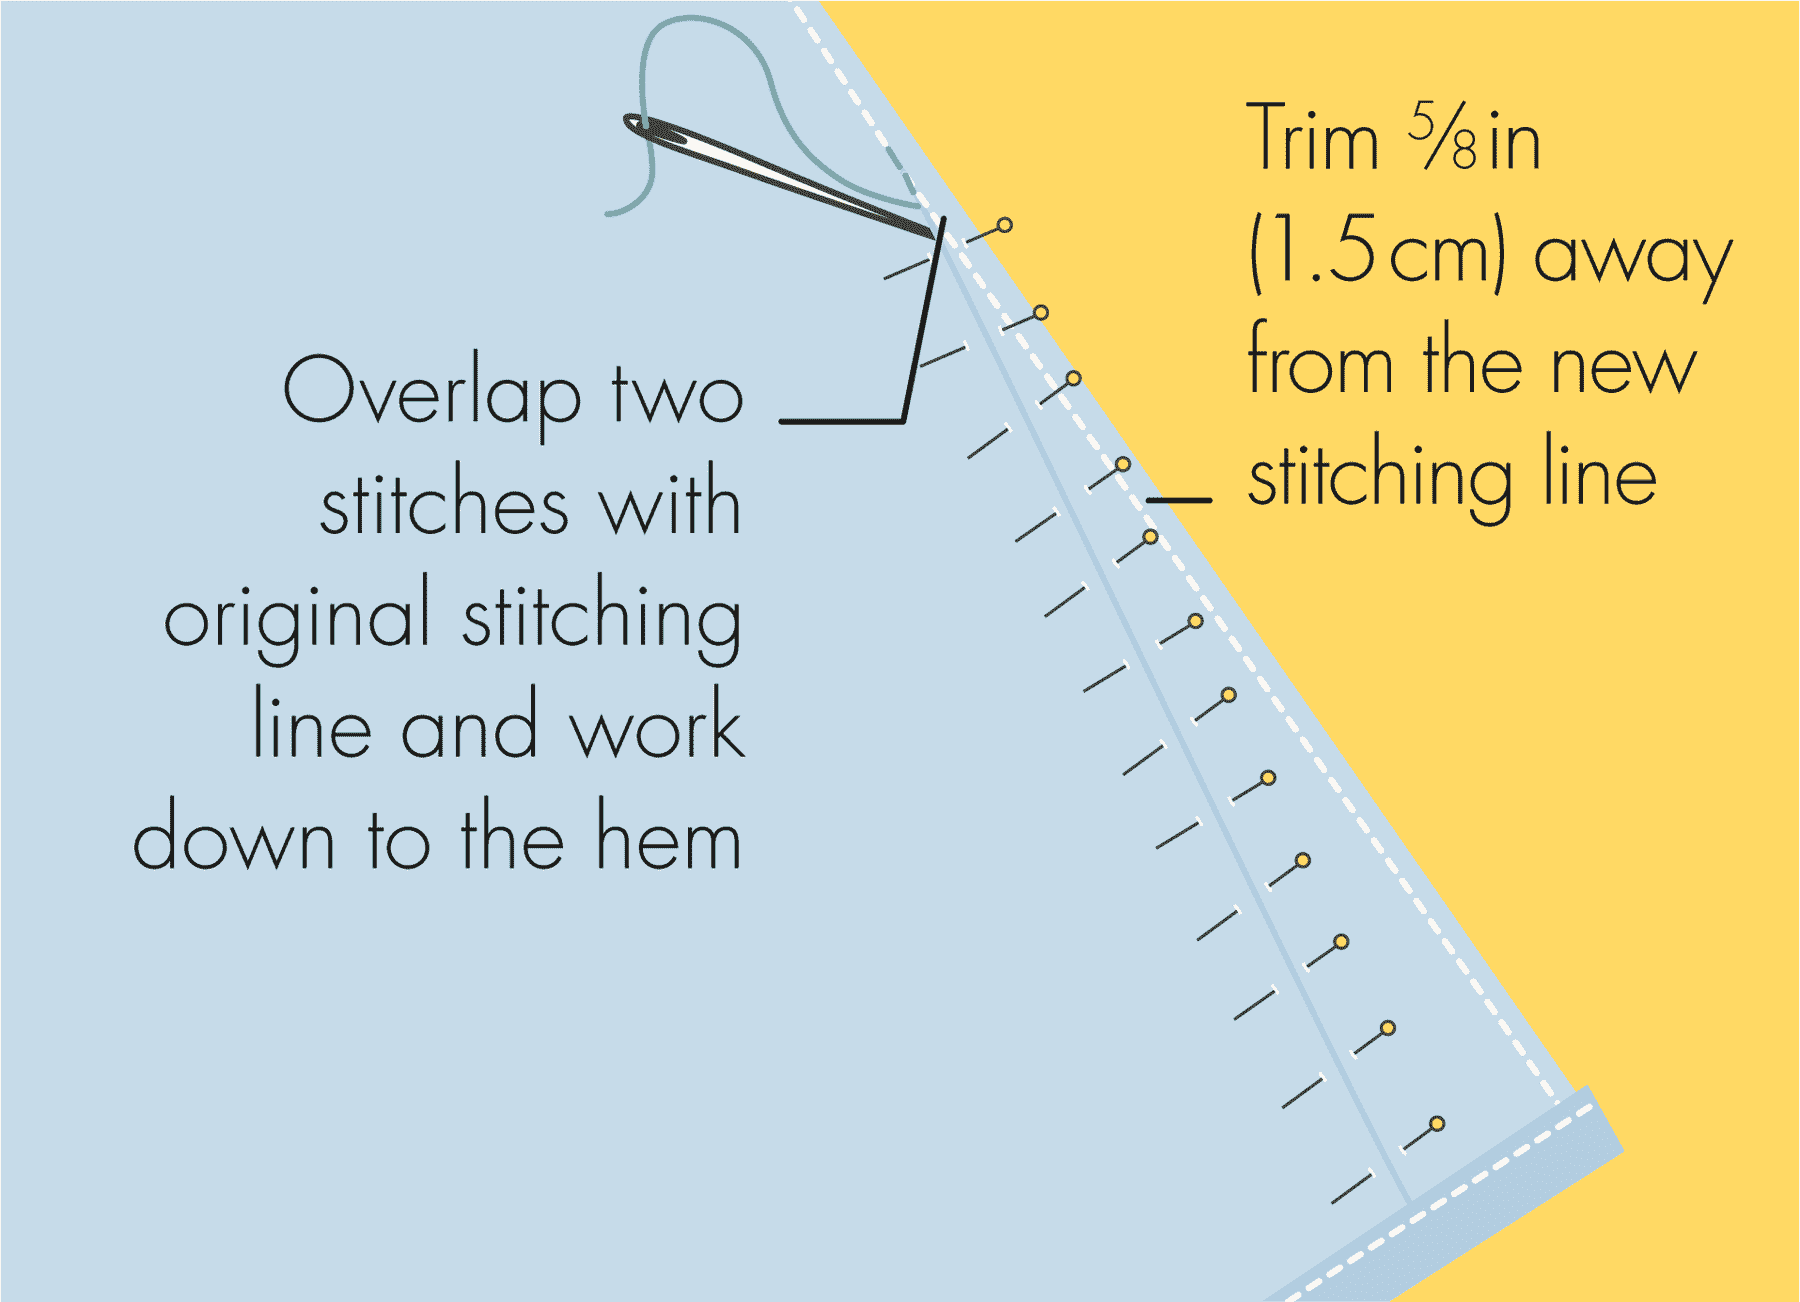 Overlap two
stitches with
original stitching
line and work
down to the hem
Trim 5/8 in
(1.5 cm) away
from the new
stitching line